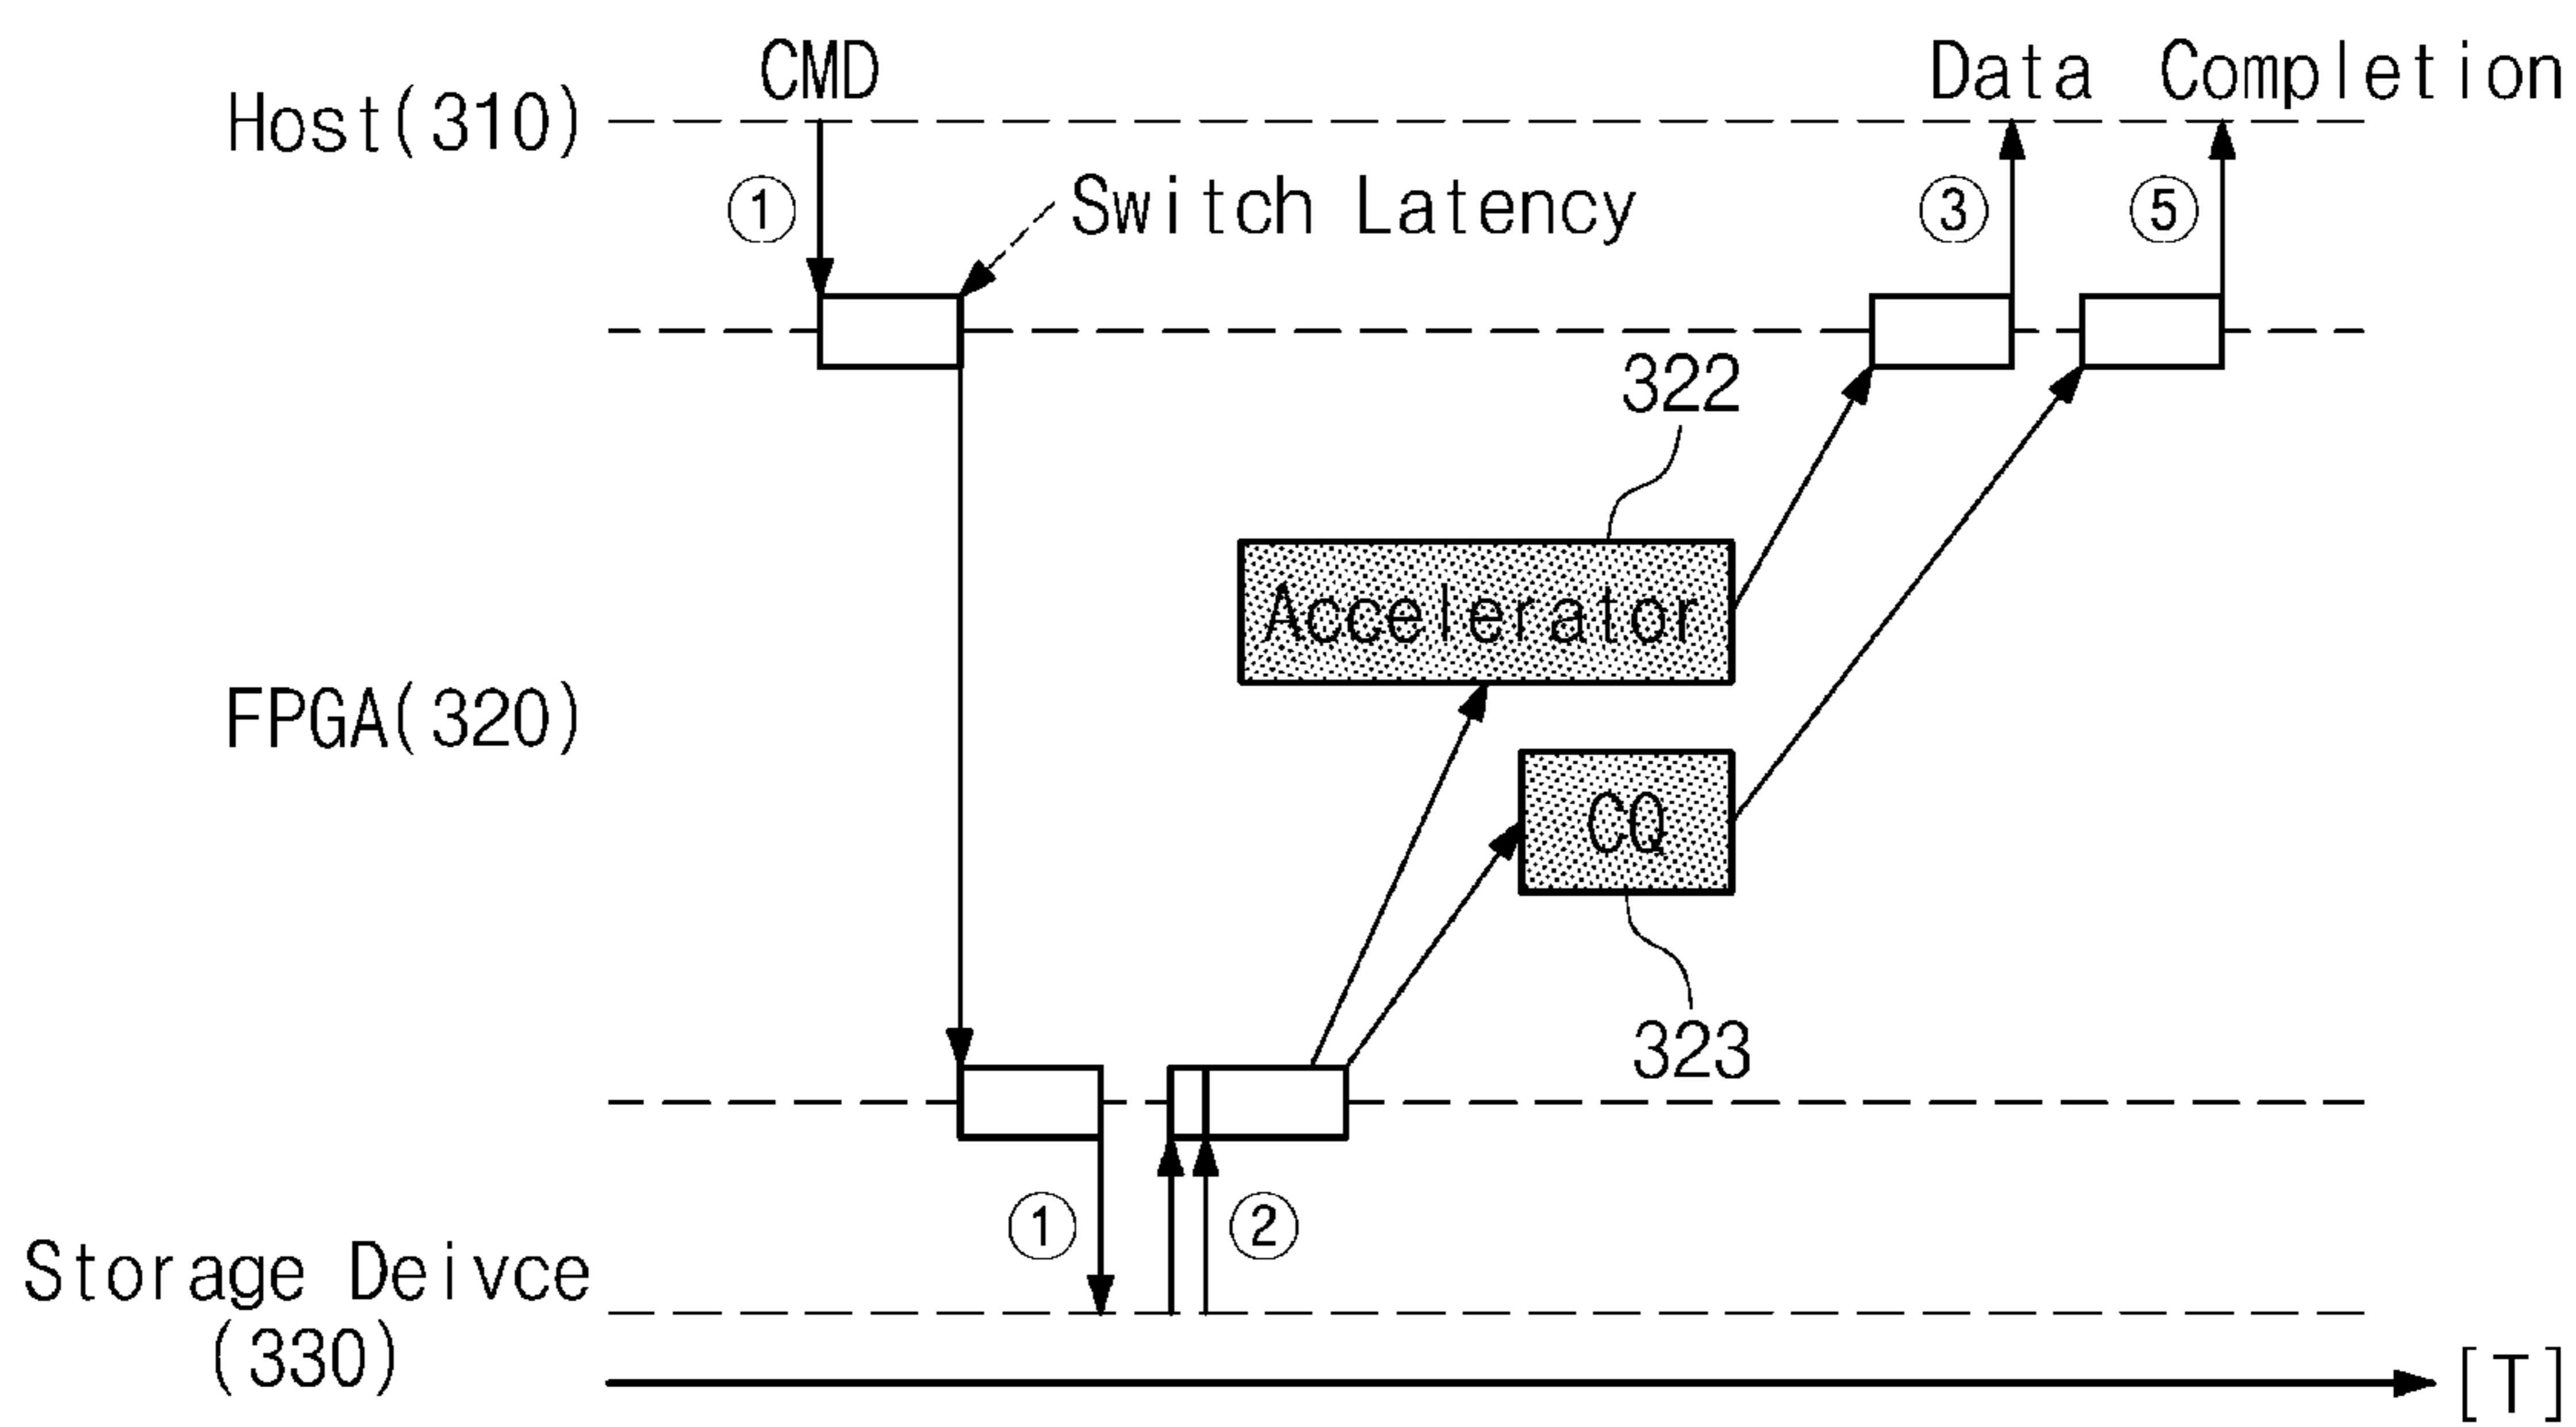 CMD
Data Completion
Host(310)
①
Switch Latency
③
⑤
322
Accelerator
FPGA(320)
CQ
323
①
②
Storage Deivce
(330)
[T]